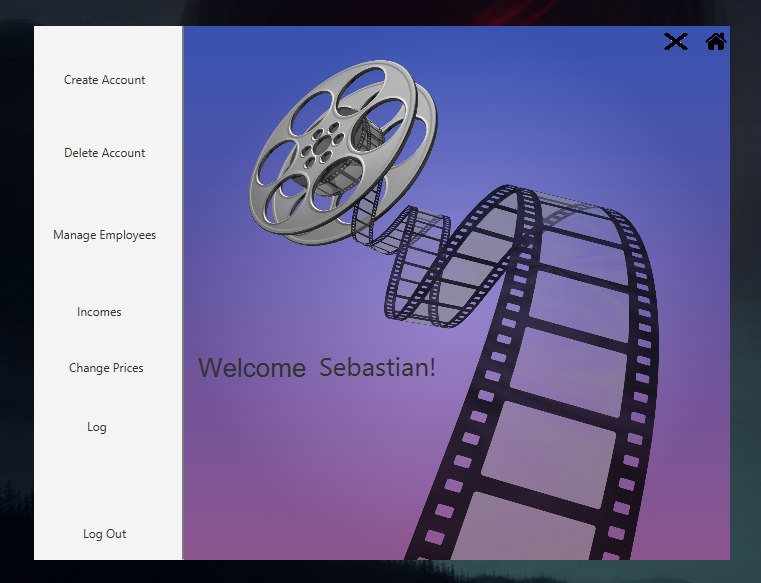 Create Account
Delete Account
Manage Employees
Incomes
Change Prices
Log
Log Out
Welcome Sebastian!